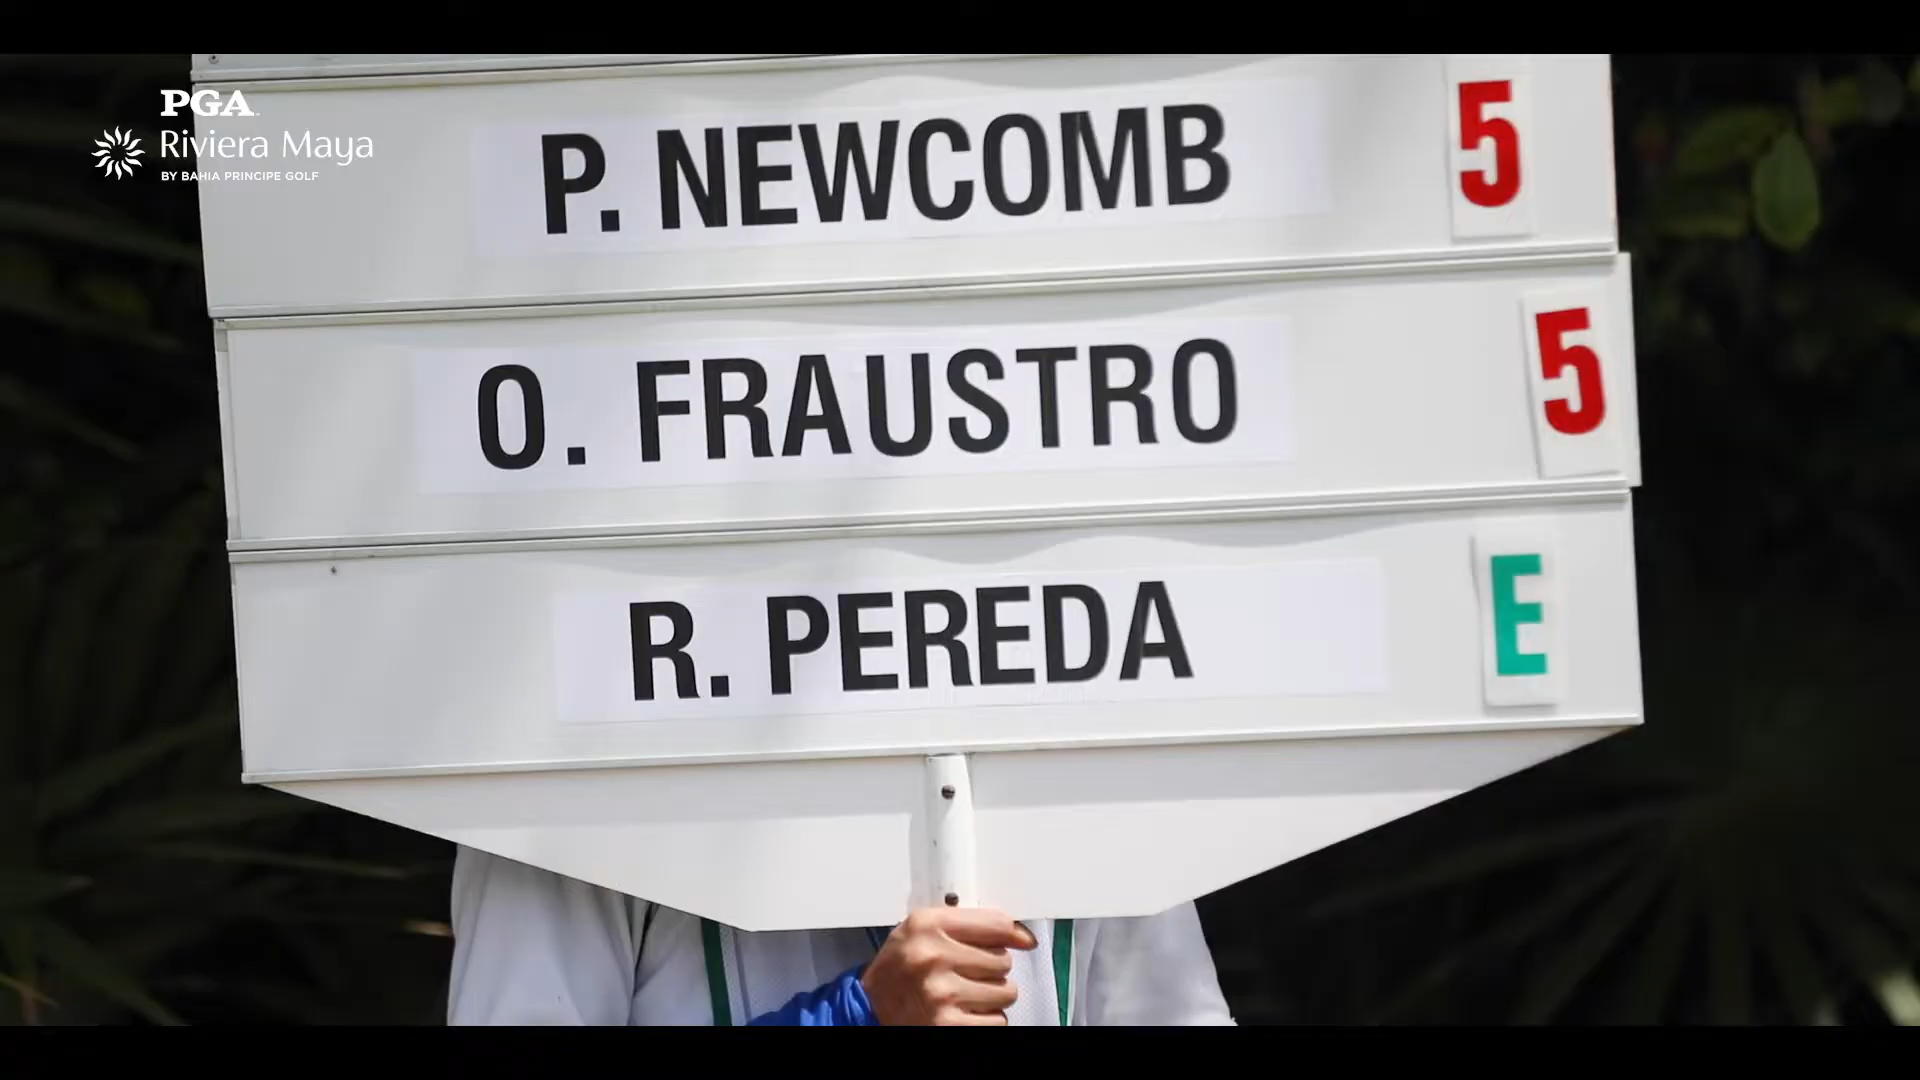 PGA
Riviera Maya
BY BAHIA PRINCIPE GOLF
P. NEWCOMB 5
O. FRAUSTRO 5
R. PEREDA E